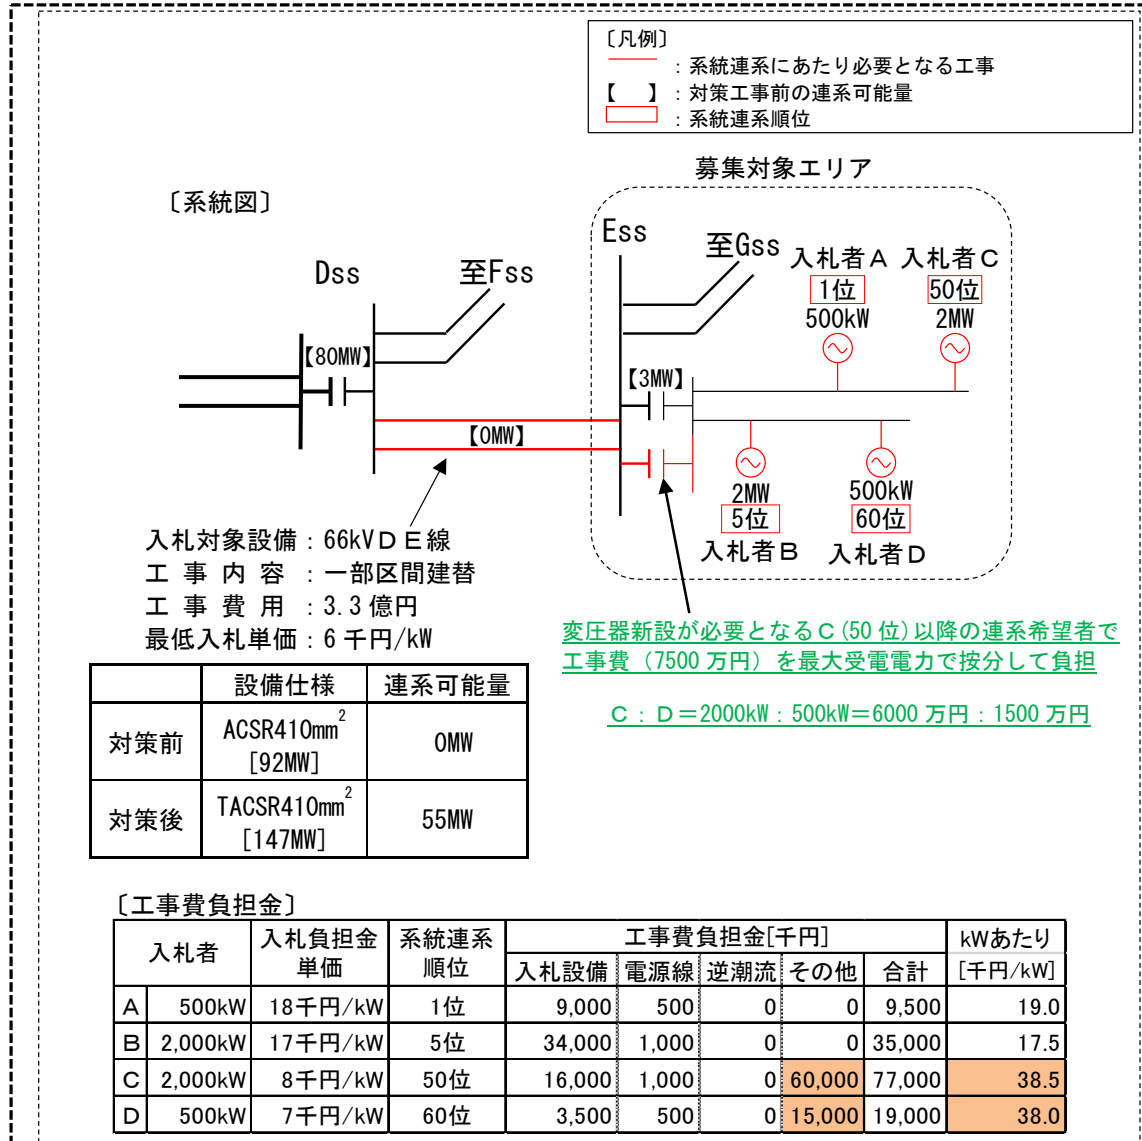 〔凡例〕
：系統連系にあたり必要となる工事
【　】：対策工事前の連系可能量
：系統連系順位
募集対象エリア
〔系統図〕
Dss
至Fss
【80MW】
【0MW】
Ess
至Gss
【3MW】
入札者A 入札者C
1位 50位
500kW 2MW
2MW 500kW
5位 60位
入札者B 入札者D
入札対象設備：66kVＤＥ線
工事内容：一部区間建替
工事費用：3.3億円
最低入札単価：6千円/kW
変圧器新設が必要となるＣ(50位)以降の連系希望者で
工事費（7500万円）を最大受電電力で按分して負担
Ｃ：Ｄ＝2000kW：500kW＝6000万円：1500万円
設備仕様 連系可能量
対策前 ACSR410mm² [92MW] 0MW
対策後 TACSR410mm² [147MW] 55MW
〔工事費負担金〕
入札者 入札負担金単価 系統連系順位 工事費負担金[千円] kWあたり[千円/kW]
入札設備 電源線 逆潮流 その他 合計
A 500kW 18千円/kW 1位 9,000 500 0 0 9,500 19.0
B 2,000kW 17千円/kW 5位 34,000 1,000 0 0 35,000 17.5
C 2,000kW 8千円/kW 50位 16,000 1,000 0 60,000 77,000 38.5
D 500kW 7千円/kW 60位 3,500 500 0 15,000 19,000 38.0